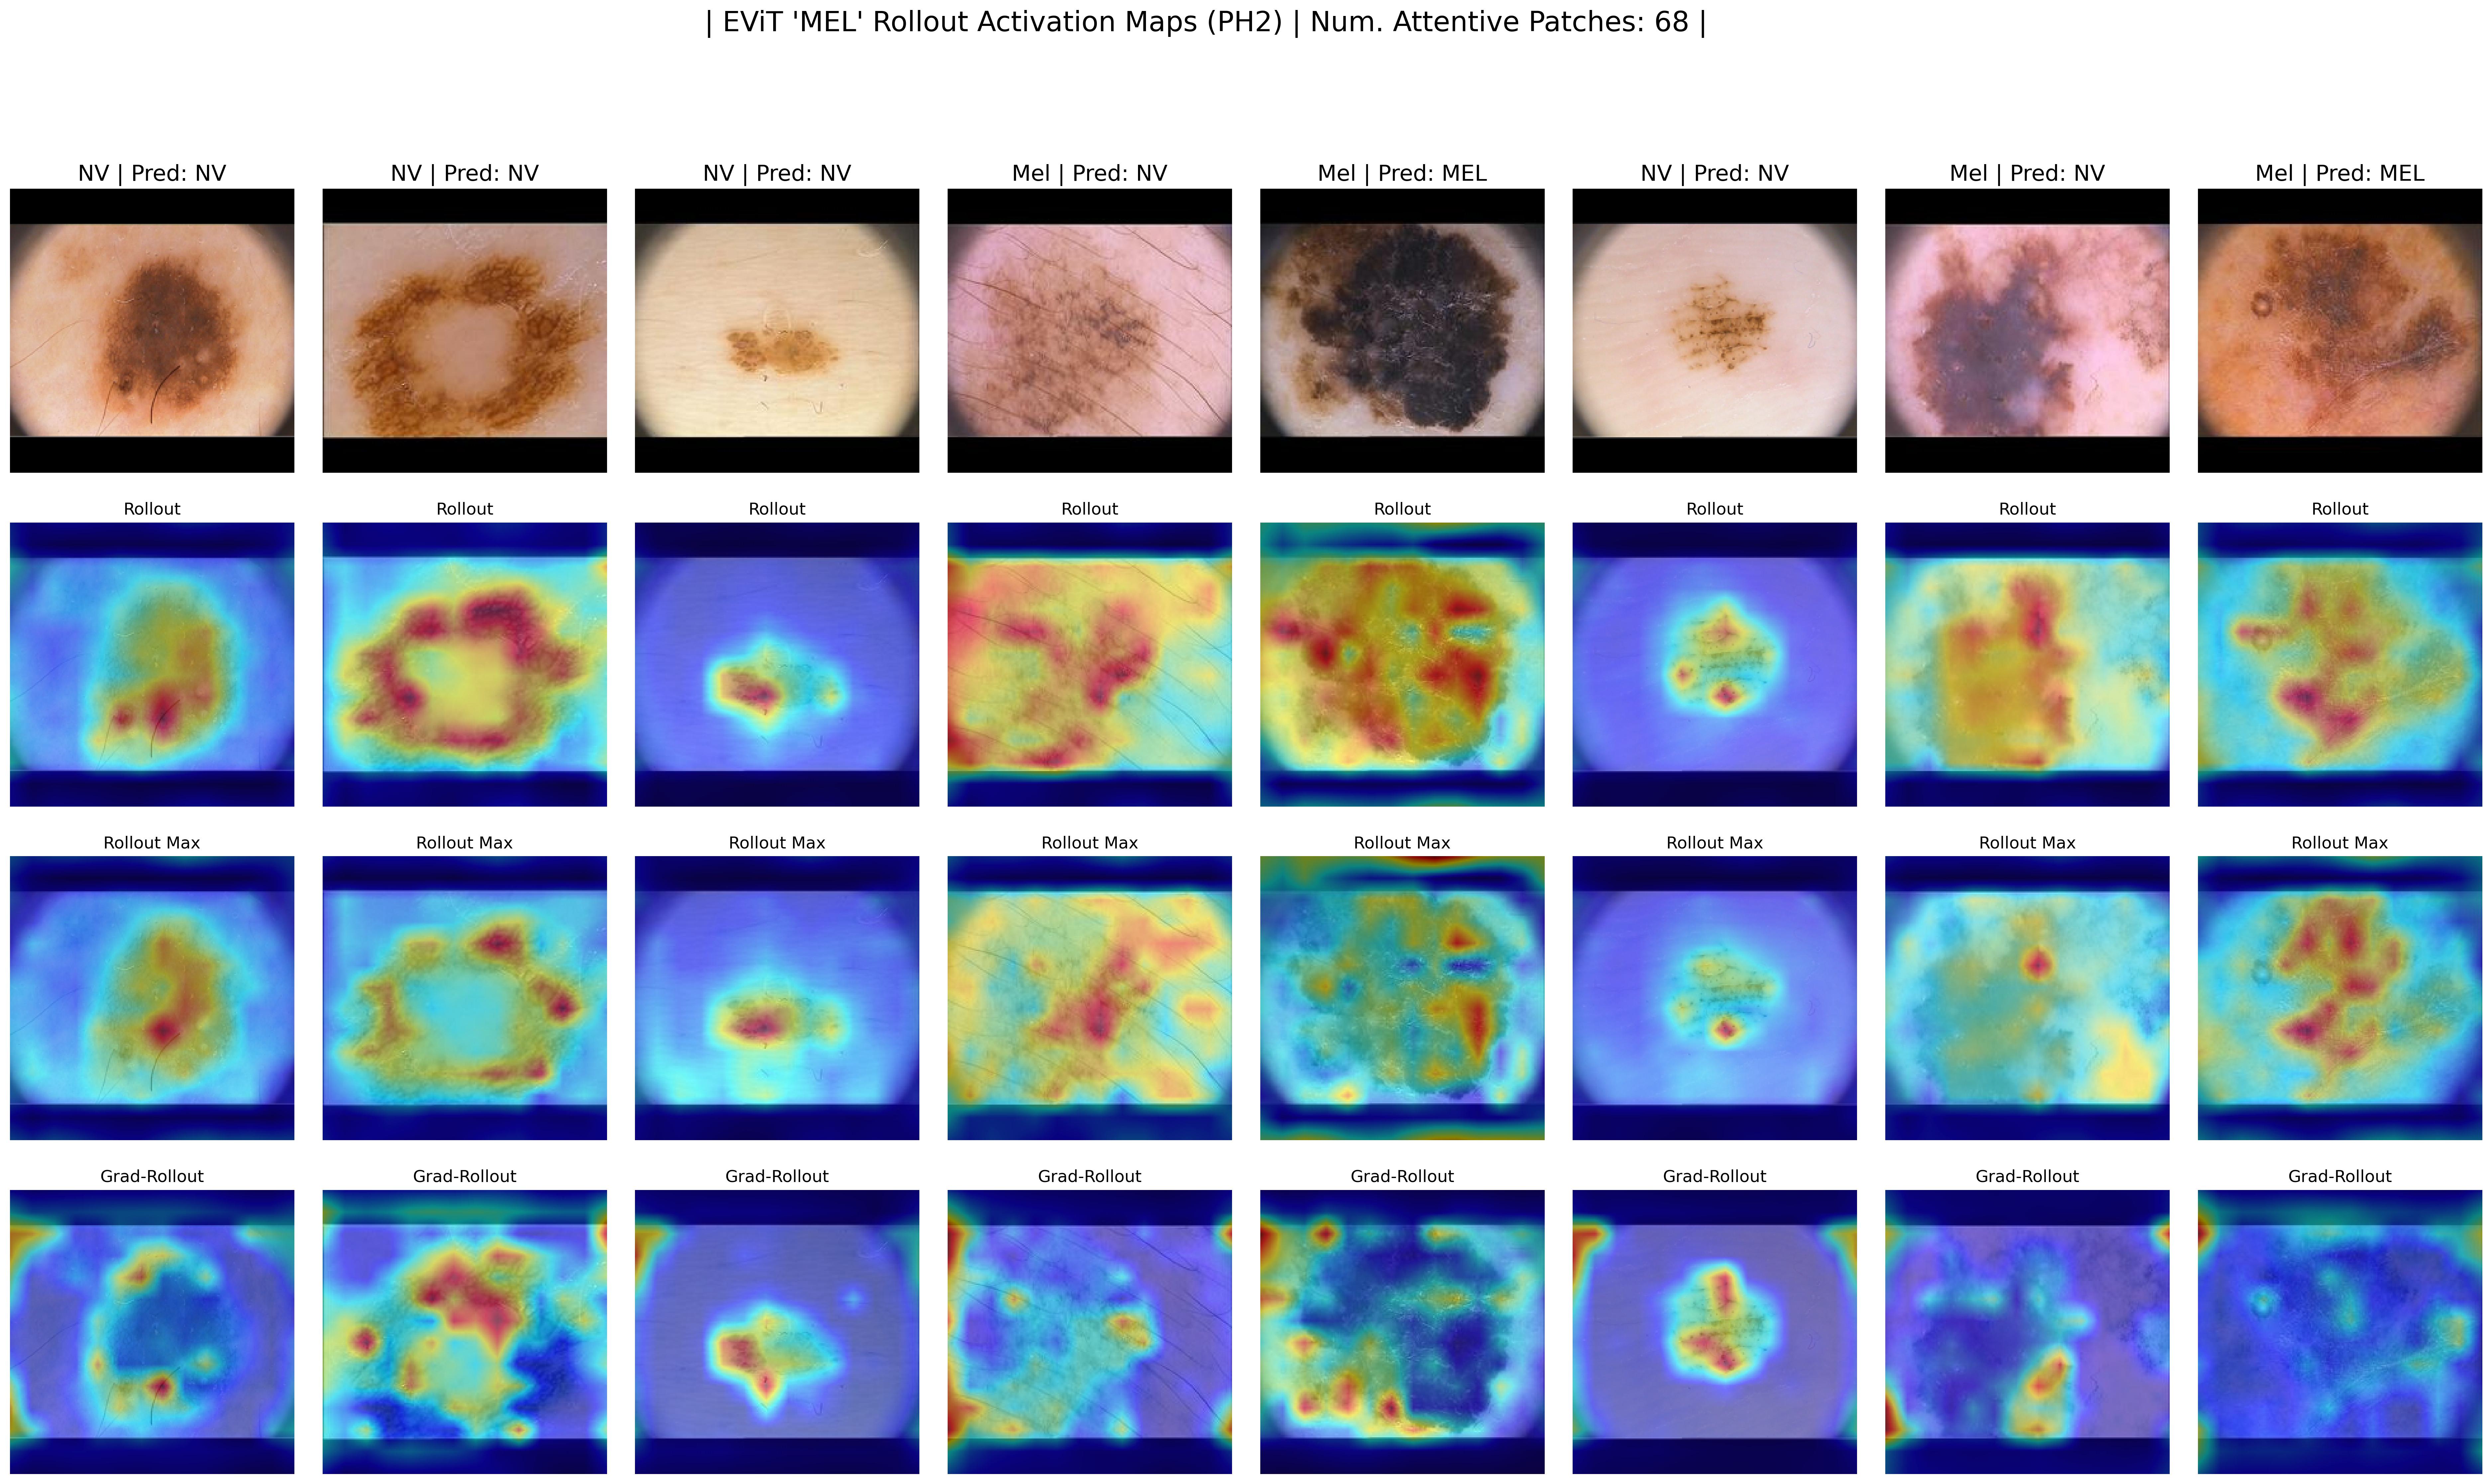 | EViT 'MEL' Rollout Activation Maps (PH2) | Num. Attentive Patches: 68 |
NV | Pred: NV
NV | Pred: NV
NV | Pred: NV
Mel | Pred: NV
Mel | Pred: MEL
NV | Pred: NV
Mel | Pred: NV
Mel | Pred: MEL
Rollout
Rollout
Rollout
Rollout
Rollout
Rollout
Rollout
Rollout
Rollout Max
Rollout Max
Rollout Max
Rollout Max
Rollout Max
Rollout Max
Rollout Max
Rollout Max
Grad-Rollout
Grad-Rollout
Grad-Rollout
Grad-Rollout
Grad-Rollout
Grad-Rollout
Grad-Rollout
Grad-Rollout